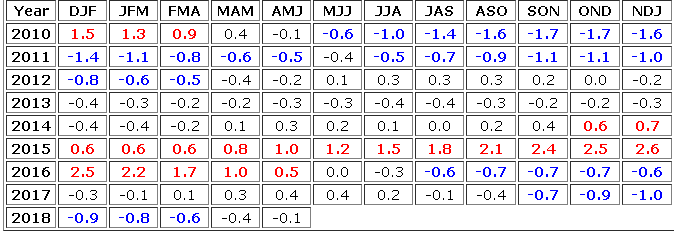 Year DJF JFM FMA MAM AMJ MJJ JJA JAS ASO SON OND NDJ
2010 1.5 1.3 0.9 0.4 -0.1 -0.6 -1.0 -1.4 -1.6 -1.7 -1.7 -1.6
2011 -1.4 -1.1 -0.8 -0.6 -0.5 -0.4 -0.5 -0.7 -0.9 -1.1 -1.1 -1.0
2012 -0.8 -0.6 -0.5 -0.4 -0.2 0.1 0.3 0.3 0.3 0.2 0.0 -0.2
2013 -0.4 -0.3 -0.2 -0.2 -0.3 -0.3 -0.4 -0.4 -0.3 -0.2 -0.2 -0.3
2014 -0.4 -0.4 -0.2 0.1 0.3 0.2 0.1 0.0 0.2 0.4 0.6 0.7
2015 0.6 0.6 0.6 0.8 1.0 1.2 1.5 1.8 2.1 2.4 2.5 2.6
2016 2.5 2.2 1.7 1.0 0.5 0.0 -0.3 -0.6 -0.7 -0.7 -0.7 -0.6
2017 -0.3 -0.1 0.1 0.3 0.4 0.4 0.2 -0.1 -0.4 -0.7 -0.9 -1.0
2018 -0.9 -0.8 -0.6 -0.4 -0.1